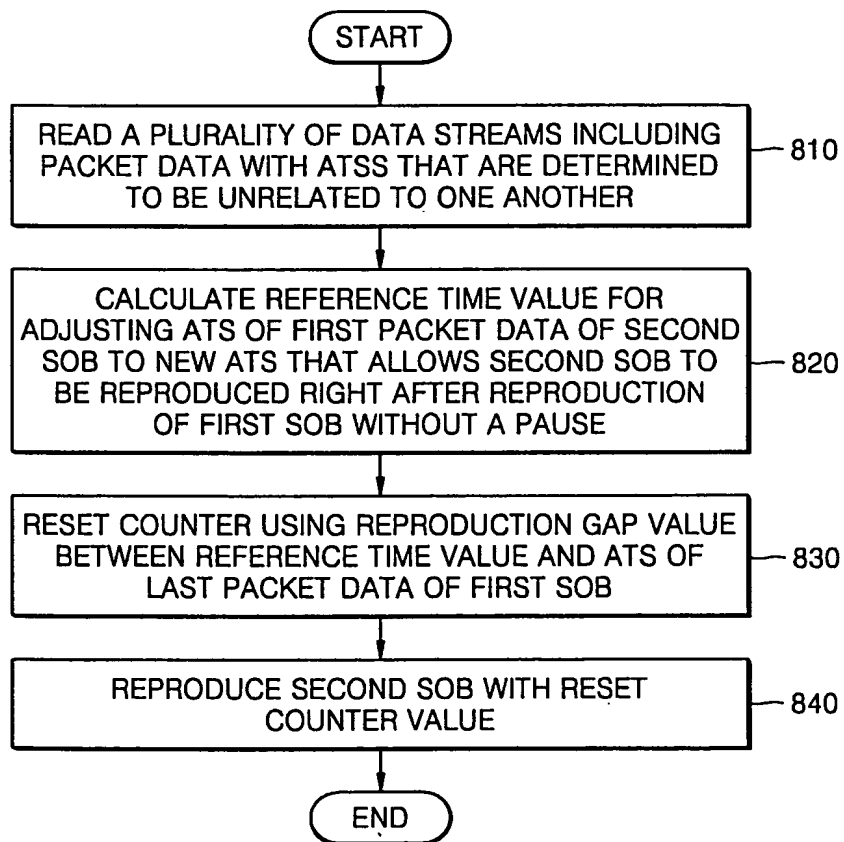 START
READ A PLURALITY OF DATA STREAMS INCLUDING
PACKET DATA WITH ATSS THAT ARE DETERMINED
TO BE UNRELATED TO ONE ANOTHER
810
CALCULATE REFERENCE TIME VALUE FOR
ADJUSTING ATS OF FIRST PACKET DATA OF SECOND
SOB TO NEW ATS THAT ALLOWS SECOND SOB TO
BE REPRODUCED RIGHT AFTER REPRODUCTION
OF FIRST SOB WITHOUT A PAUSE
820
RESET COUNTER USING REPRODUCTION GAP VALUE
BETWEEN REFERENCE TIME VALUE AND ATS OF
LAST PACKET DATA OF FIRST SOB
830
REPRODUCE SECOND SOB WITH RESET
COUNTER VALUE
840
END